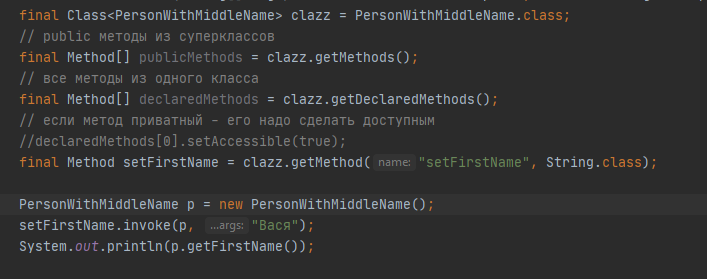 final Class<PersonWithMiddleName> clazz = PersonWithMiddleName.class;
// public методы из суперклассов
final Method[] publicMethods = clazz.getMethods();
// все методы из одного класса
final Method[] declaredMethods = clazz.getDeclaredMethods();
// если метод приватный - его надо сделать доступным
//declaredMethods[0].setAccessible(true);
final Method setFirstName = clazz.getMethod( name: "setFirstName", String.class);
PersonWithMiddleName p = new PersonWithMiddleName();
setFirstName.invoke(p, ...args: "Вася");
System.out.println(p.getFirstName());